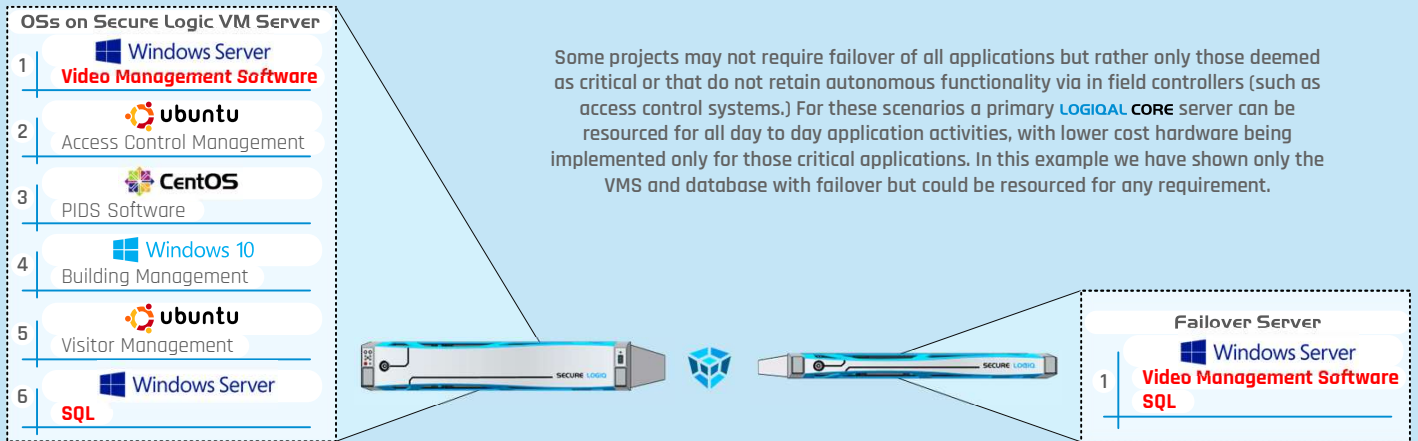 OSs on Secure Logic VM Server
1
Windows Server
Video Management Software
2
ubuntu
Access Control Management
3
CentOS
PIDS Software
4
Windows 10
Building Management
5
ubuntu
Visitor Management
6
Windows Server
SQL
Some projects may not require failover of all applications but rather only those deemed
as critical or that do not retain autonomous functionality via in field controllers (such as
access control systems.) For these scenarios a primary LOGIQAL CORE server can be
resourced for all day to day application activities, with lower cost hardware being
implemented only for those critical applications. In this example we have shown only the
VMS and database with failover but could be resourced for any requirement.
SECURE LOGIQ
SECURE LOGIQ
Failover Server
1
Windows Server
Video Management Software
SQL